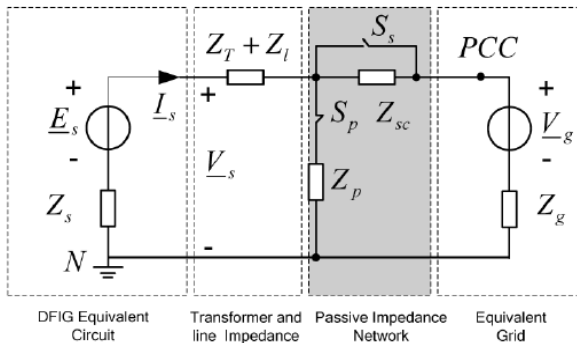 S_s
Z_T + Z_l
PCC
+
I_s
+
Z_sc
+
E_s
S_p
V_g
-
V_s
-
Z_s
Z_p
Z_g
N
-
DFIG Equivalent
Circuit
Transformer and
line Impedance
Passive Impedance
Network
Equivalent
Grid